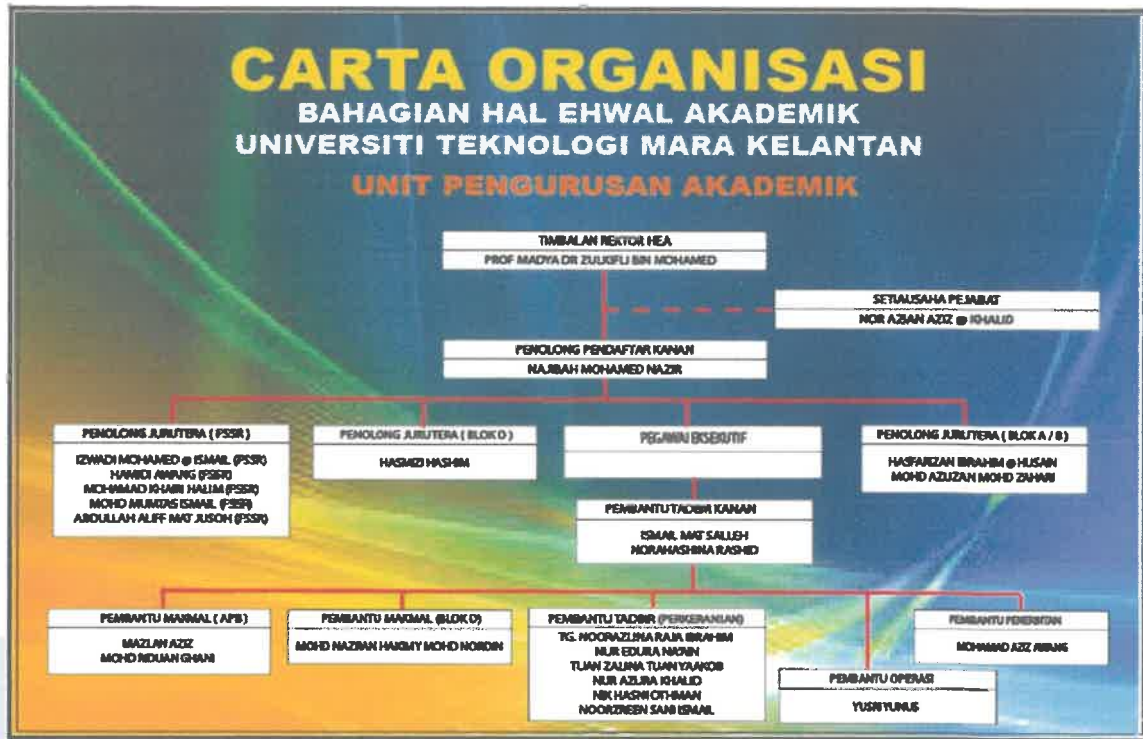 CARTA ORGANISASI
BAHAGIAN HAL EHWAL AKADEMIK
UNIVERSITI TEKNOLOGI MARA KELANTAN
UNIT PENGURUSAN AKADEMIK
TIMBALAN REKTOR HEA
PROF MADYA DR ZULKIFLI BIN MOHAMED
SETIAUSAHA PEJABAT
NOR AZIAN AZIZ @ KHALID
PENOLONG PENDAFTAR KANAN
NAJIBAH MOHAMED NAZIR
PENOLONG JURUTERA ( FSSR )
IZWADI MOHAMED @ ISMAIL (FSSR)
HAMIDI AWANG (FSSR)
MOHAMAD KHAIRI HALIM (FSSR)
MOHD MUMTAS ISMAIL (FSSR)
ABDULLAH ALIFF MAT JUSOH (FSSR)
PENOLONG JURUTERA ( BLOK D )
HASMIZI HASHIM
PEGAWAI EKSEKUTIF
PENOLONG JURUTERA ( BLOK A / B )
HASFARIZAN IBRAHIM @ HUSAIN
MOHD AZUZAN MOHD ZAHARI
PEMBANTU TADBIR KANAN
ISMAIL MAT SALLEH
NORAHASHINA RASHID
PEMBANTU MAKMAL ( APB )
MAZLAN AZIZ
MOHD RIDUAN GHANI
PEMBANTU MAKMAL (BLOK D)
MOHD NAZRAN HAKIMY MOHD NORDIN
PEMBANTU TADBIR (PERKERANIAN)
TG. NOORAZLINA RAJA IBRAHIM
NUR EDURA
TUAN ZALINA TUAN YAAKOB
NUR AZURA KHALID
NIK HASNI OTHMAN
NOORZREEN SANI ISMAIL
PEMBANTU OPERASI
YUSRI YUNUS
PEMBANTU PENERBITAN
MOHAMAD AZIZ AWANG